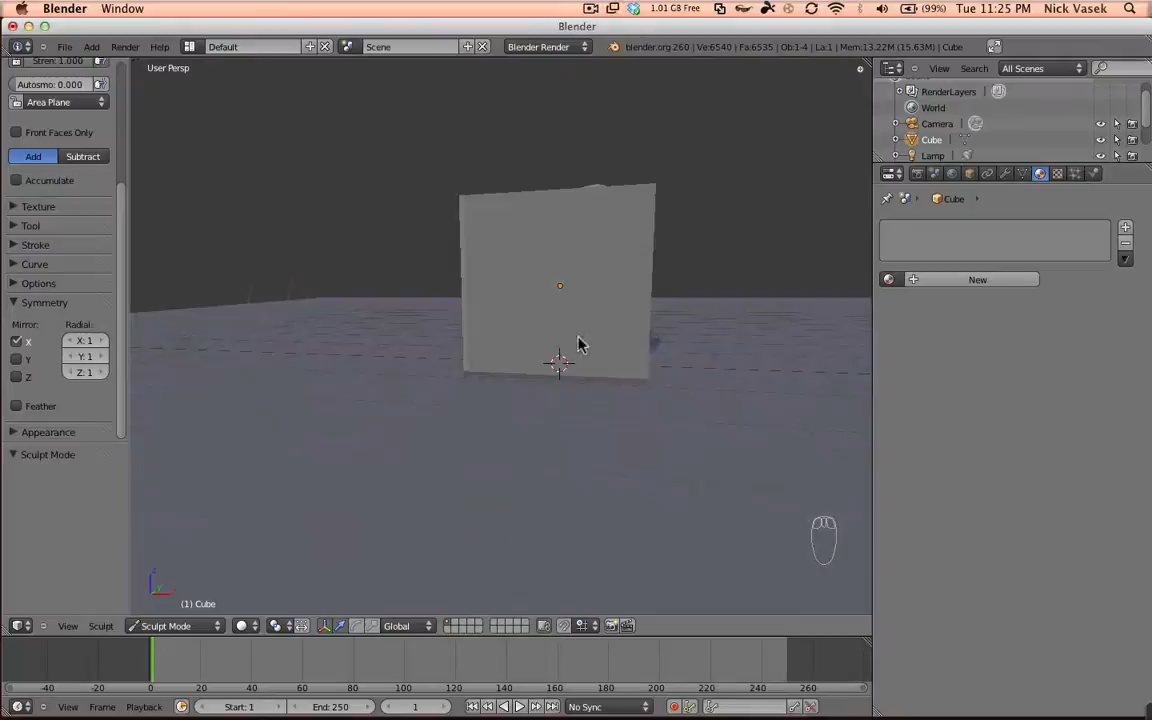 Blender Window 1.01 GB Free (99%) Tue 11:25 PM Nick Vasek
Blender
File Add Render Help Default Scene Blender Render blender.org 260 | Ve:6540 | Fa:6535 | Ob:1-4 | La:1 | Mem:13.22M (15.63M) | Cube
Stren: 1.000
Autosmo: 0.000
Area Plane
Front Faces Only
Add Subtract
Accumulate
Texture
Tool
Stroke
Curve
Options
Symmetry
Mirror: Radial:
X X: 1
Y Y: 1
Z Z: 1
Feather
Appearance
Sculpt Mode
User Persp
(1) Cube
z
View Search All Scenes
RenderLayers
World
Camera
Cube
Lamp
Cube
New
View Sculpt Sculpt Mode Global
-40 -20 0 20 40 60 80 100 120 140 160 180 200 220 240 260
View Frame Playback Start: 1 End: 250 1 No Sync